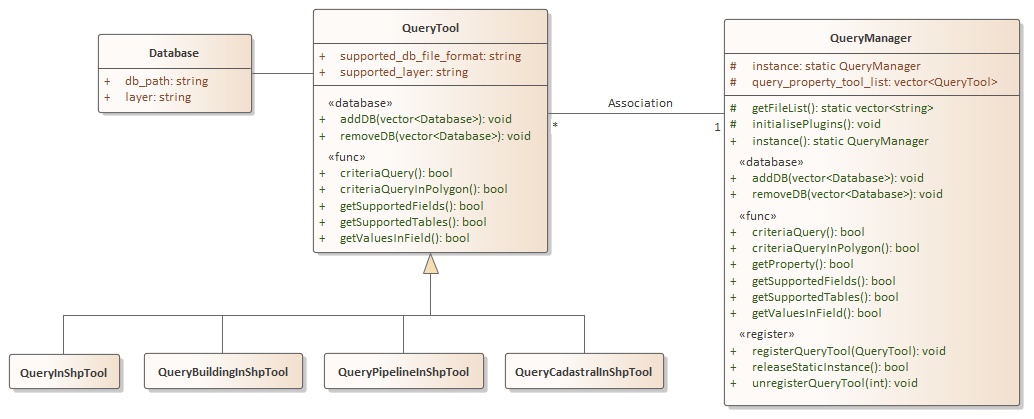 Database
+ db_path: string
+ layer: string
QueryTool
+ supported_db_file_format: string
+ supported_layer: string
«database»
+ addDB(vector<Database>): void
+ removeDB(vector<Database>): void
«func»
+ criteriaQuery(): bool
+ criteriaQueryInPolygon(): bool
+ getSupportedFields(): bool
+ getSupportedTables(): bool
+ getValuesInField(): bool
Association
*
1
QueryManager
# instance: static QueryManager
# query_property_tool_list: vector<QueryTool>
# getFileList(): static vector<string>
# initialisePlugins(): void
+ instance(): static QueryManager
«database»
+ addDB(vector<Database>): void
+ removeDB(vector<Database>): void
«func»
+ criteriaQuery(): bool
+ criteriaQueryInPolygon(): bool
+ getProperty(): bool
+ getSupportedFields(): bool
+ getSupportedTables(): bool
+ getValuesInField(): bool
«register»
+ registerQueryTool(QueryTool): void
+ releaseStaticInstance(): bool
+ unregisterQueryTool(int): void
QueryInShpTool
QueryBuildingInShpTool
QueryPipelineInShpTool
QueryCadastralInShpTool